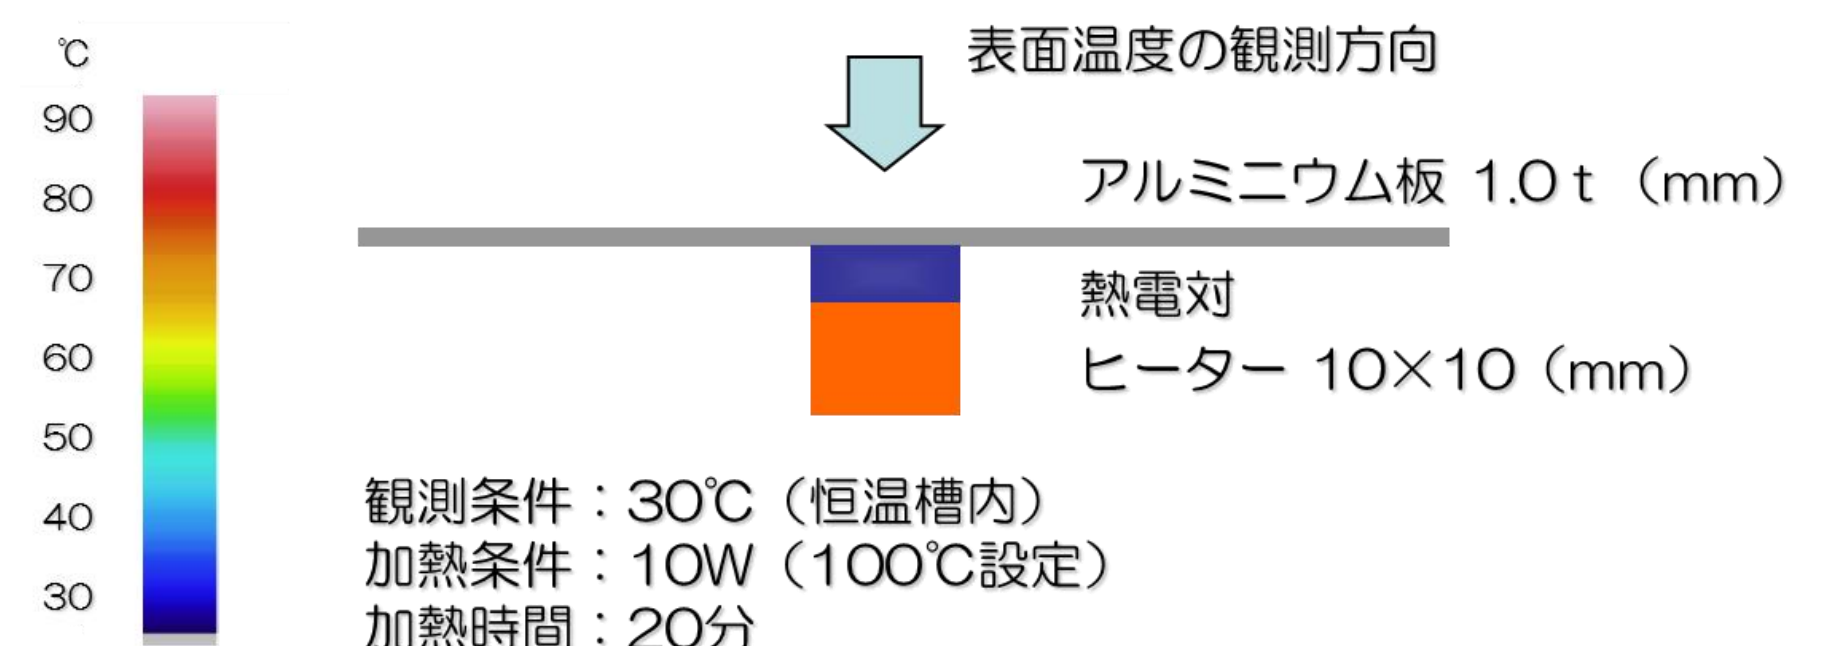 ℃
90
80
70
60
50
40
30
表面温度の観測方向
アルミニウム板 1.0 t （mm）
熱電対
ヒーター 10×10（mm）
観測条件：30℃（恒温槽内）
加熱条件：10W（100℃設定）
加熱時間：20分